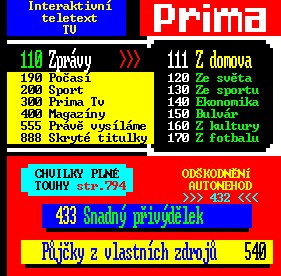 Interaktivní
teletext
TV
Prima
110 Zprávy >>>
190 Počasí
200 Sport
300 Prima Tv
400 Magazíny
555 Právě vysíláme
888 Skryté titulky
111 Z domova
120 Ze světa
130 Ze sportu
140 Ekonomika
150 Bulvár
160 Z kultury
170 Z fotbalu
CHVILKY PLNÉ
TOUHY str.794
ODŠKODNĚNÍ
AUTONEHOD
>>> 432 <<<
433 Snadný přivýdělek
Půjčky z vlastních zdrojů 540